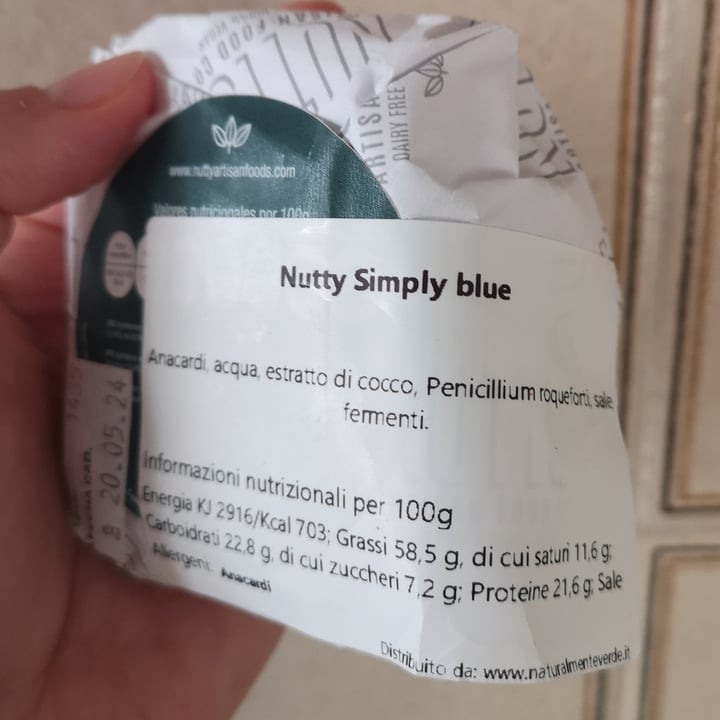 ARTISA
DAIRY FREE
www.nuttyartisanfoods.com
Valores nutricionales por 100g
Nutty Simply blue
Anacardi, acqua, estratto di cocco, Penicillium roqueforti, sale,
fermenti.
Informazioni nutrizionali per 100g
Energia KJ 2916/Kcal 703; Grassi 58,5 g, di cui saturi 11,6 g;
Carboidrati 22,8 g, di cui zuccheri 7,2 g; Proteine 21,6 g; Sale
Allergeni: Anacardi
Distribuito da: www.naturalmenteverde.it
20.05.24